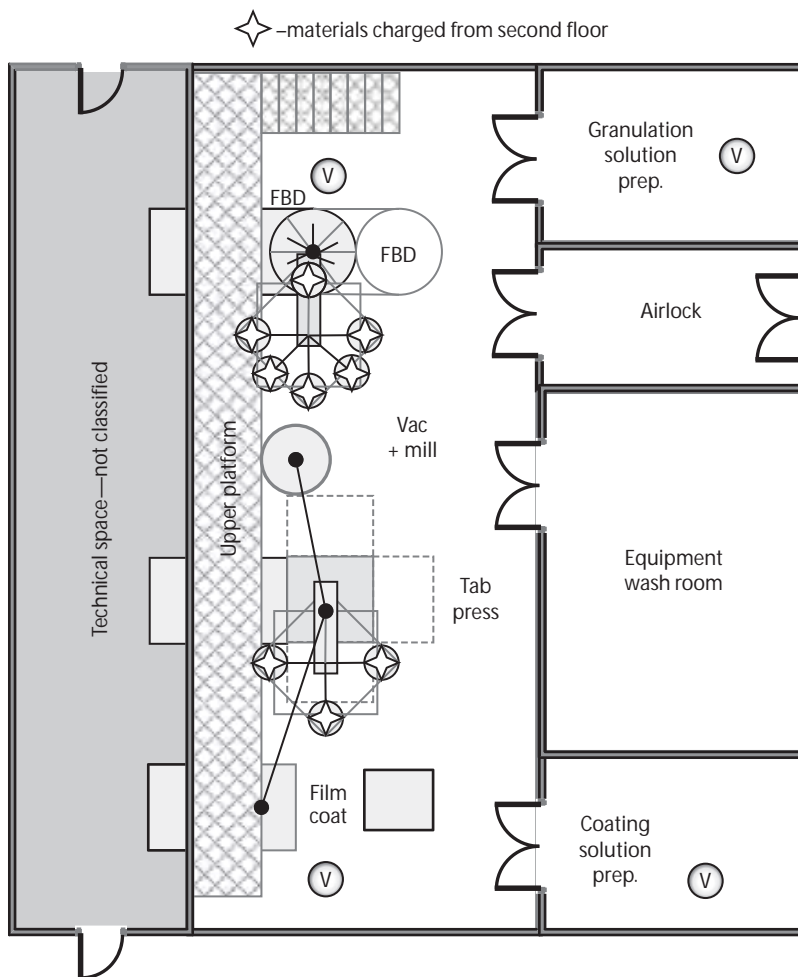 –materials charged from second floor
Granulation
solution
prep.
V
V
FBD
FBD
Airlock
Technical space—not classified
Upper platform
Vac
+ mill
Equipment
wash room
Tab
press
Film
coat
Coating
solution
prep.
V
V